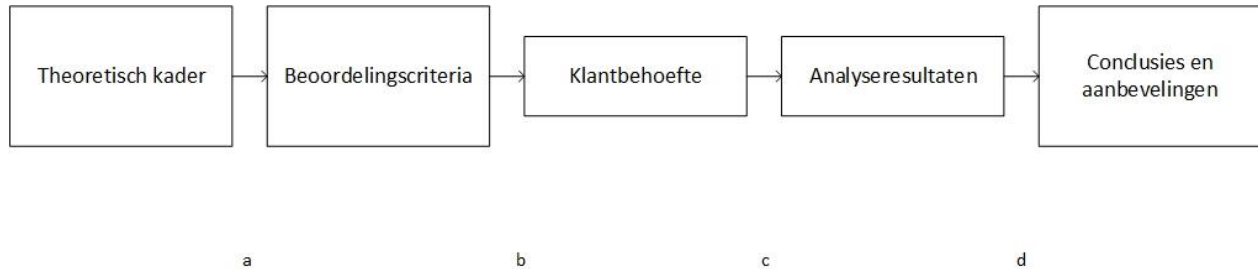 Theoretisch kader
Beoordelingscriteria
Klantbehoefte
Analyseresultaten
Conclusies en
aanbevelingen
a
b
c
d